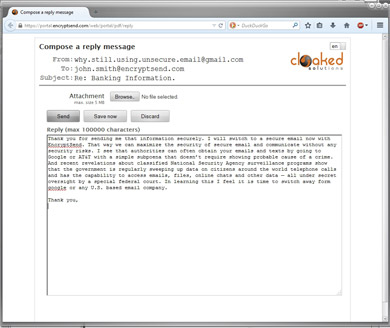 Compose a reply message
https://portal.encryptsend.com/web/portal/pdf/reply
DuckDuckGo
Compose a reply message
en
From: why.still.using.unsecure.email@gmail.com
To: john.smith@encryptsend.com
Subject: Re: Banking Information.
cloaked
solutions
Attachment
max. size 5 MB
Browse...
No file selected
Send
Save now
Discard
Reply (max 100000 characters)
Thank you for sending me that information securely. I will switch to a secure email now with
EncryptSend. That way we can maximize the security of secure email and communicate without any
security risks. I see that authorities can often obtain your emails and texts by going to
Google or AT&T with a simple subpoena that doesn't require showing probable cause of a crime.
And recent revelations about classified National Security Agency surveillance programs show
that the government is regularly sweeping up data on citizens around the world telephone calls
and has the capability to access emails, files, online chats and other data — all under secret
oversight by a special federal court. In learning this I feel it is time to switch away form
google or any U.S. based email company.
Thank you,